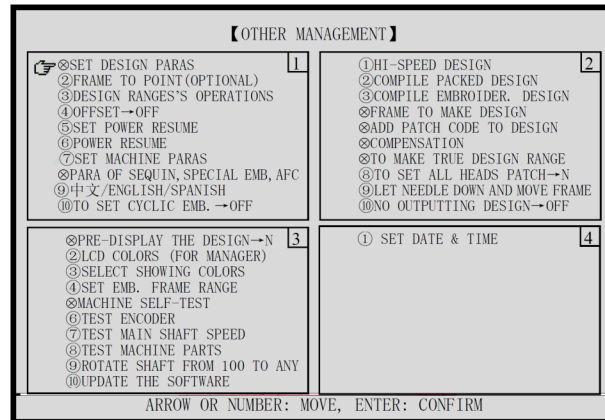 【OTHER MANAGEMENT】
1
⊗SET DESIGN PARAS
②FRAME TO POINT(OPTIONAL)
③DESIGN RANGES'S OPERATIONS
④OFFSET→OFF
⑤SET POWER RESUME
⑥POWER RESUME
⑦SET MACHINE PARAS
⊗PARA OF SEQUIN,SPECIAL EMB,AFC
⑨中文/ENGLISH/SPANISH
⑩TO SET CYCLIC EMB.→OFF
2
①HI-SPEED DESIGN
②COMPILE PACKED DESIGN
③COMPILE EMBROIDER. DESIGN
⊗FRAME TO MAKE DESIGN
⊗ADD PATCH CODE TO DESIGN
⊗COMPENSATION
⊗TO MAKE TRUE DESIGN RANGE
⑧TO SET ALL HEADS PATCH→N
⑨LET NEEDLE DOWN AND MOVE FRAME
⑩NO OUTPUTTING DESIGN→OFF
3
⊗PRE-DISPLAY THE DESIGN→N
②LCD COLORS (FOR MANAGER)
③SELECT SHOWING COLORS
④SET EMB. FRAME RANGE
⊗MACHINE SELF-TEST
⑥TEST ENCODER
⑦TEST MAIN SHAFT SPEED
⑧TEST MACHINE PARTS
⑨ROTATE SHAFT FROM 100 TO ANY
⑩UPDATE THE SOFTWARE
4
① SET DATE & TIME
ARROW OR NUMBER: MOVE, ENTER: CONFIRM